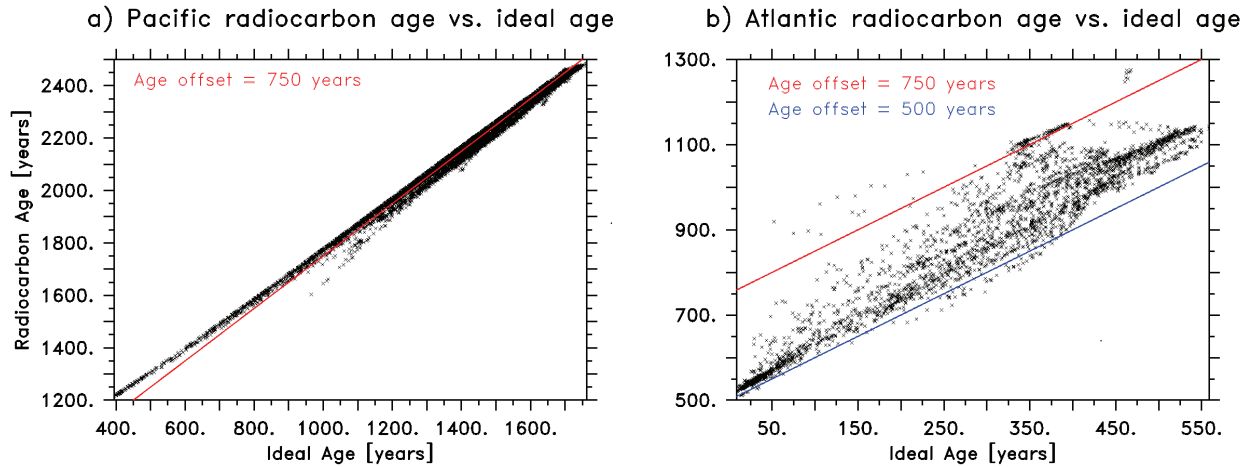 a) Pacific radiocarbon age vs. ideal age
Age offset = 750 years
Radiocarbon Age [years]
2400.
2200.
2000.
1800.
1600.
1400.
1200.
400. 600. 800. 1000. 1200. 1400. 1600.
Ideal Age [years]
b) Atlantic radiocarbon age vs. ideal age
Age offset = 750 years
Age offset = 500 years
1300.
1100.
900.
700.
500.
50. 150. 250. 350. 450. 550.
Ideal Age [years]